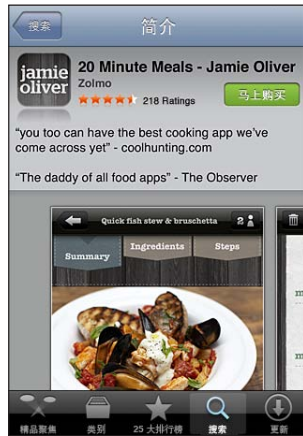 搜索
简介
jamie
oliver
20 Minute Meals - Jamie Oliver
Zolmo
218 Ratings
马上购买
“you too can have the best cooking app we’ve
come across yet” - coolhunting.com
“The daddy of all food apps” - The Observer
Quick fish stew & bruschetta
2
Summary
Ingredients
Steps
精品聚焦
类别
25 大排行榜
搜索
更新